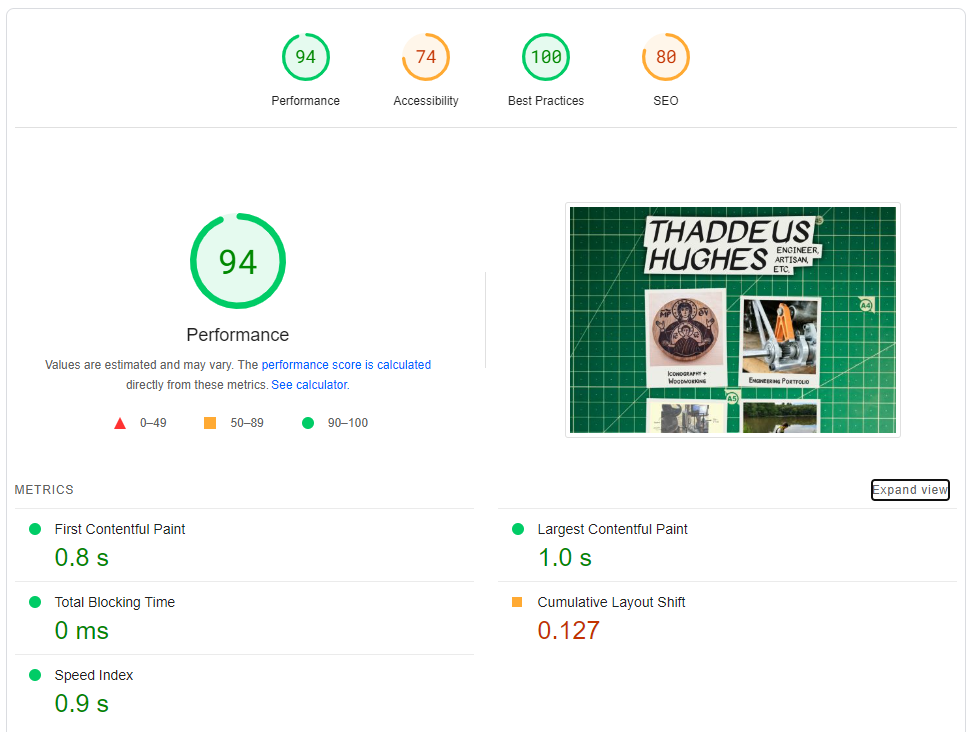 94
74
100
80
Performance
Accessibility
Best Practices
SEO
94
Performance
Values are estimated and may vary. The performance score is calculated
directly from these metrics. See calculator.
0–49
50–89
90–100
THADDEUS
HUGHES
ENGINEER,
ARTISAN,
ETC.
A4
ICONOGRAPHY +
WOODWORKING
ENGINEERING PORTFOLIO
A5
METRICS
Expand view
First Contentful Paint
0.8 s
Largest Contentful Paint
1.0 s
Total Blocking Time
0 ms
Cumulative Layout Shift
0.127
Speed Index
0.9 s